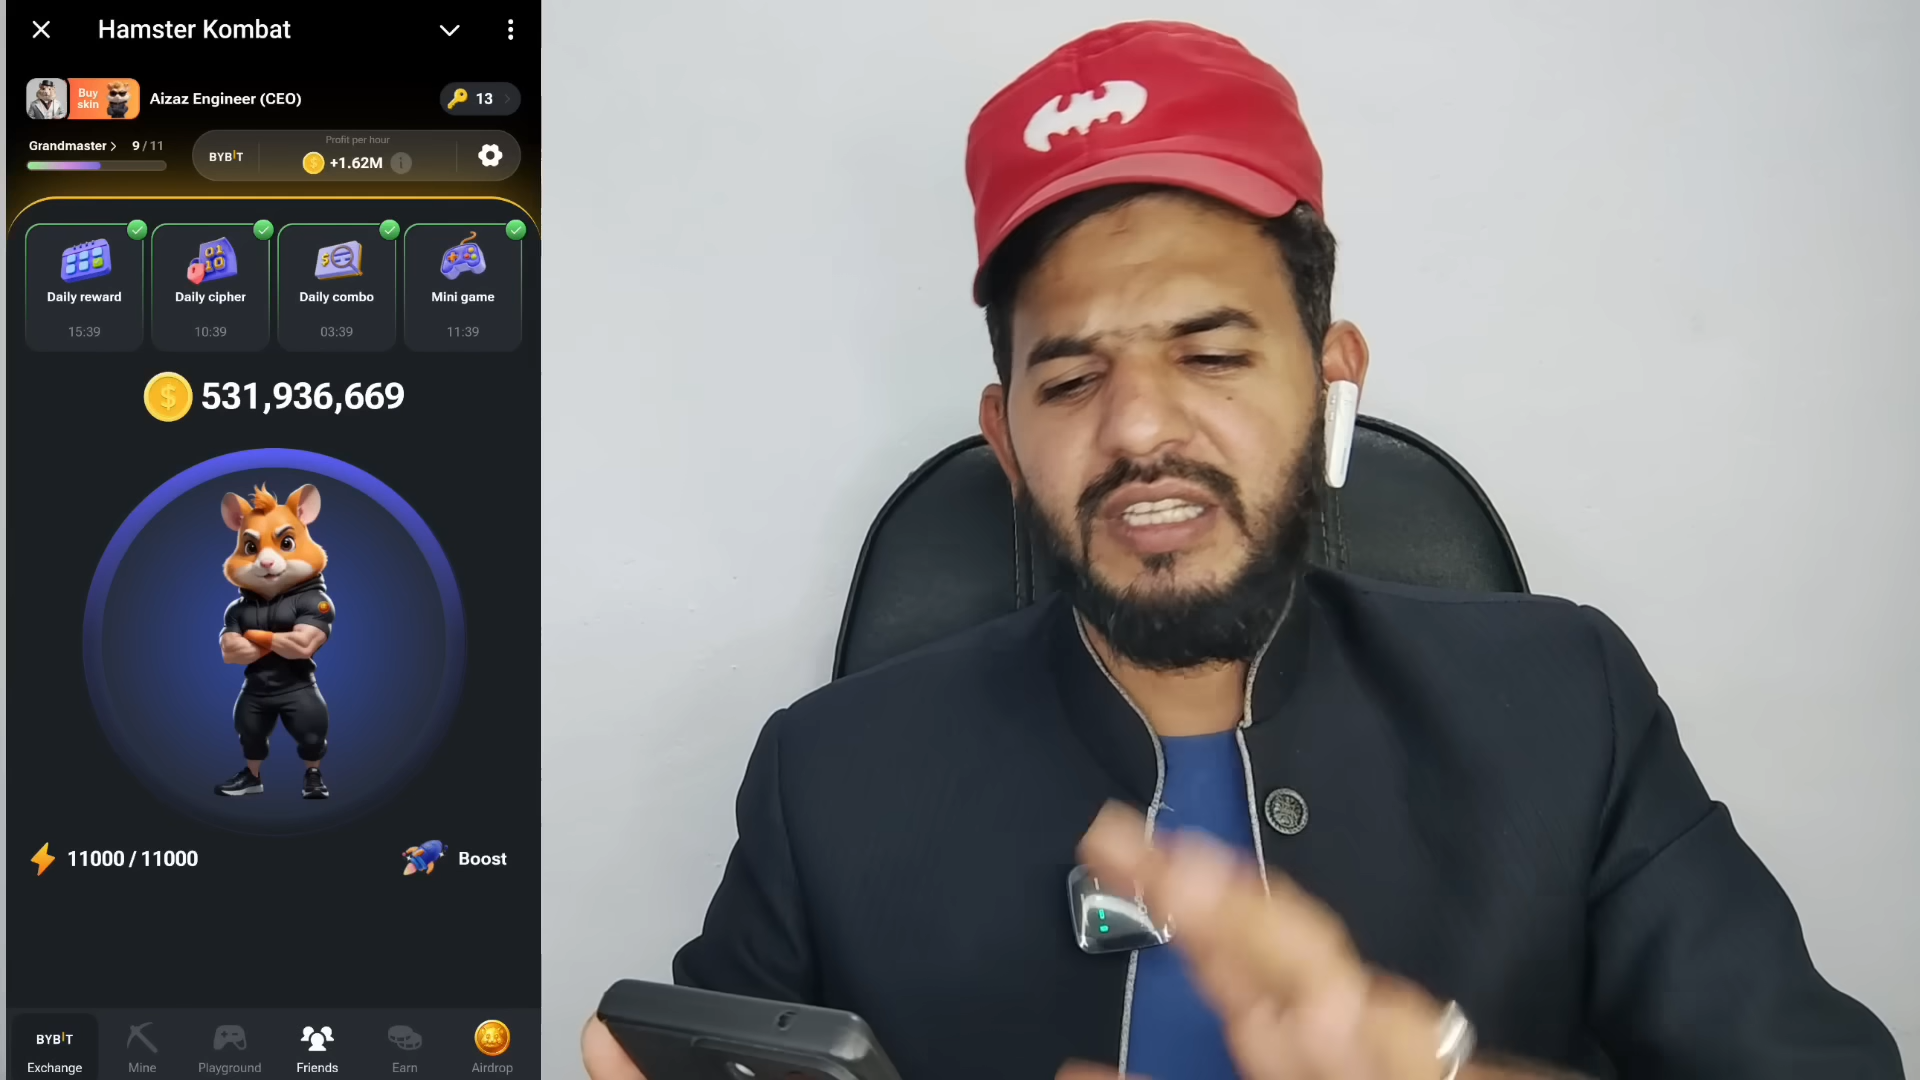 Hamster Kombat
Buy
skin
Aizaz Engineer (CEO)
13
Grandmaster >
9 / 11
BYBIT
Profit per hour
+1.62M
Daily reward
15:39
Daily cipher
10:39
Daily combo
03:39
Mini game
11:39
531,936,669
11000 / 11000
Boost
BYBIT
Exchange
Mine
Playground
Friends
Earn
Airdrop